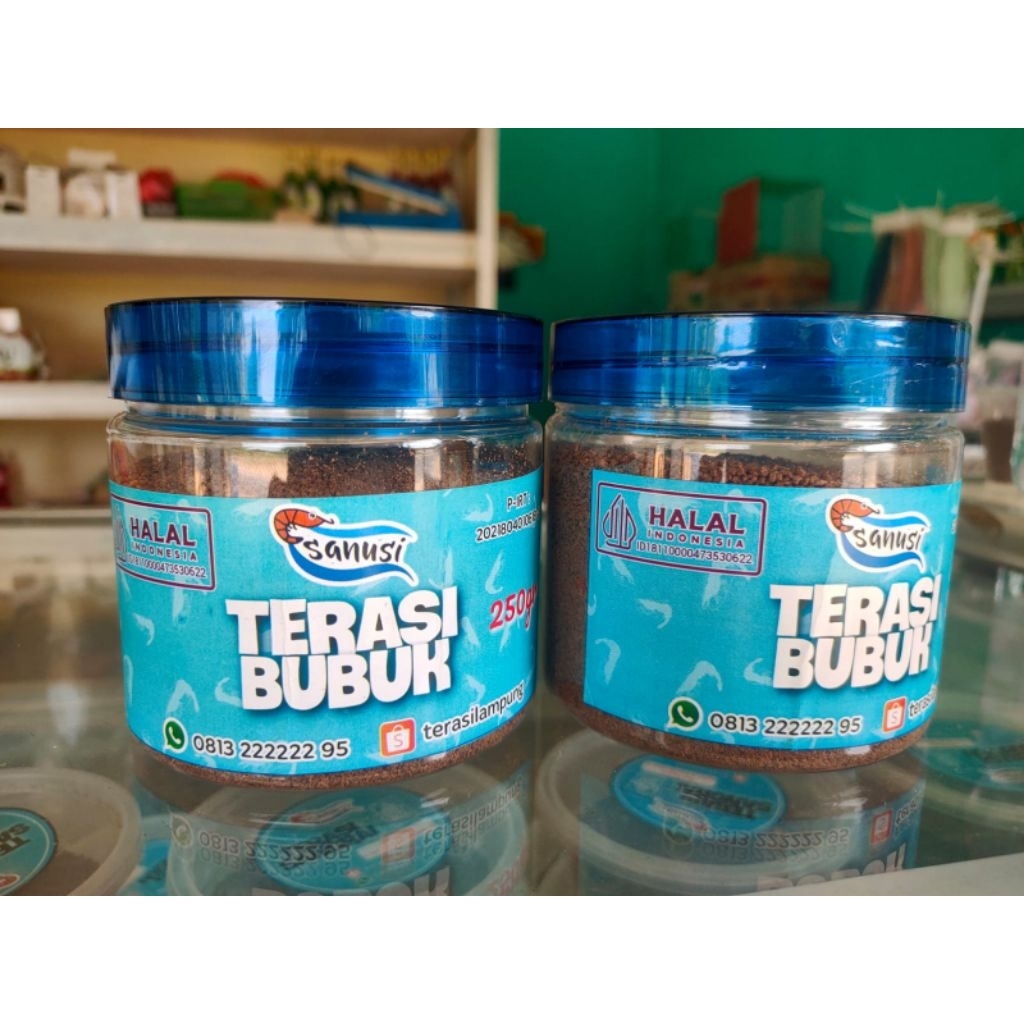 HALAL
INDONESIA
ID18110000473530622
sanusi
P-IRT :
TERASI
BUBUK
250gr
0813 222222 95
terasilampung
HALAL
INDONESIA
ID18110000473530622
sanusi
TERASI
BUBUK
0813 222222 95